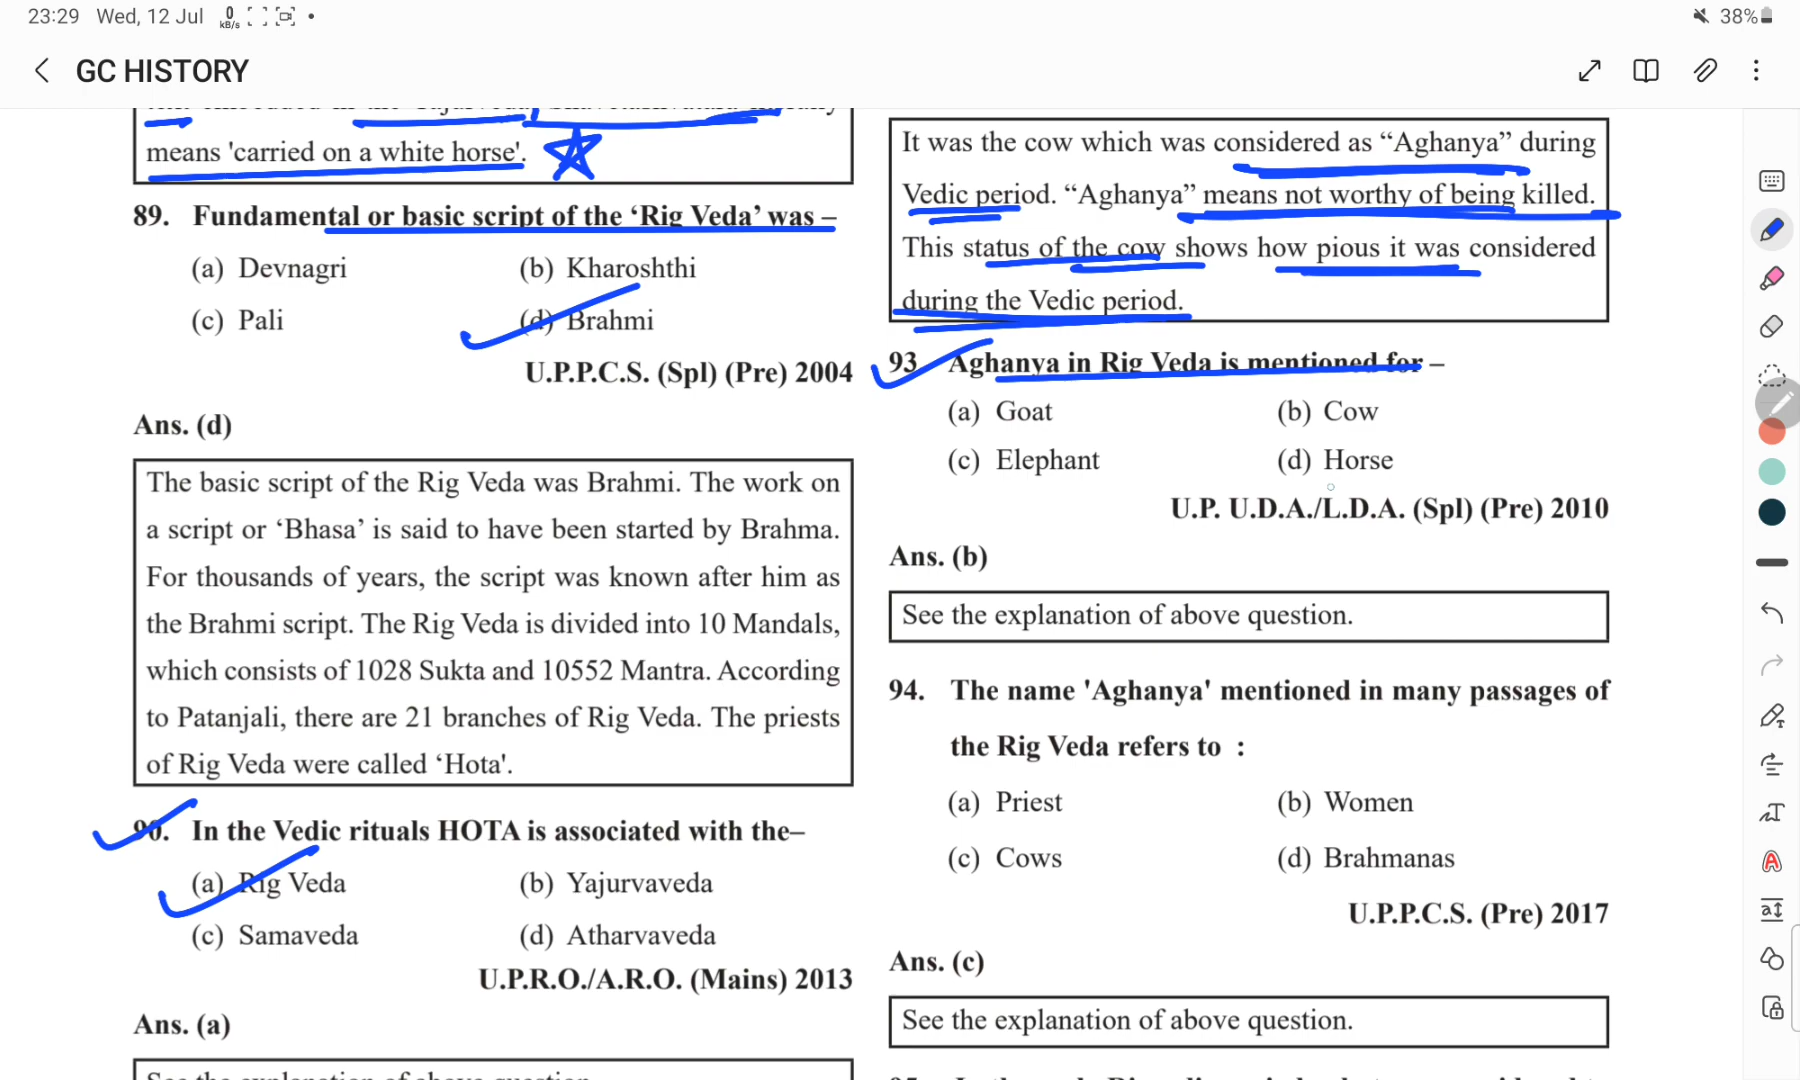 23:29 Wed, 12 Jul 0 kB/s
38%
GC HISTORY
means 'carried on a white horse'.
89. Fundamental or basic script of the ‘Rig Veda’ was –
(a) Devnagri (b) Kharoshthi
(c) Pali (d) Brahmi
U.P.P.C.S. (Spl) (Pre) 2004
Ans. (d)
The basic script of the Rig Veda was Brahmi. The work on
a script or ‘Bhasa’ is said to have been started by Brahma.
For thousands of years, the script was known after him as
the Brahmi script. The Rig Veda is divided into 10 Mandals,
which consists of 1028 Sukta and 10552 Mantra. According
to Patanjali, there are 21 branches of Rig Veda. The priests
of Rig Veda were called ‘Hota'.
90. In the Vedic rituals HOTA is associated with the–
(a) Rig Veda (b) Yajurvaveda
(c) Samaveda (d) Atharvaveda
U.P.R.O./A.R.O. (Mains) 2013
Ans. (a)
See the explanation of above question.
It was the cow which was considered as “Aghanya” during
Vedic period. “Aghanya” means not worthy of being killed.
This status of the cow shows how pious it was considered
during the Vedic period.
93. Aghanya in Rig Veda is mentioned for –
(a) Goat (b) Cow
(c) Elephant (d) Horse
U.P. U.D.A./L.D.A. (Spl) (Pre) 2010
Ans. (b)
See the explanation of above question.
94. The name 'Aghanya' mentioned in many passages of
the Rig Veda refers to :
(a) Priest (b) Women
(c) Cows (d) Brahmanas
U.P.P.C.S. (Pre) 2017
Ans. (c)
See the explanation of above question.